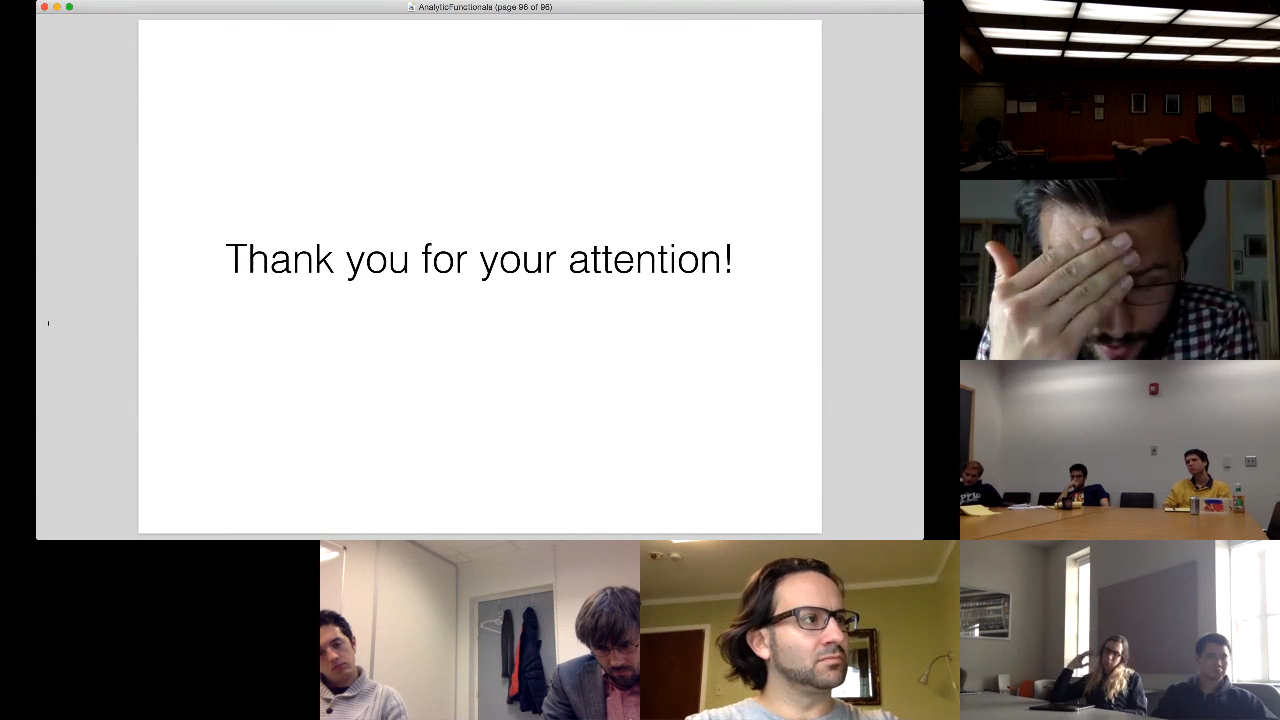 AnalyticFunctionals (page 96 of 96)
Thank you for your attention!